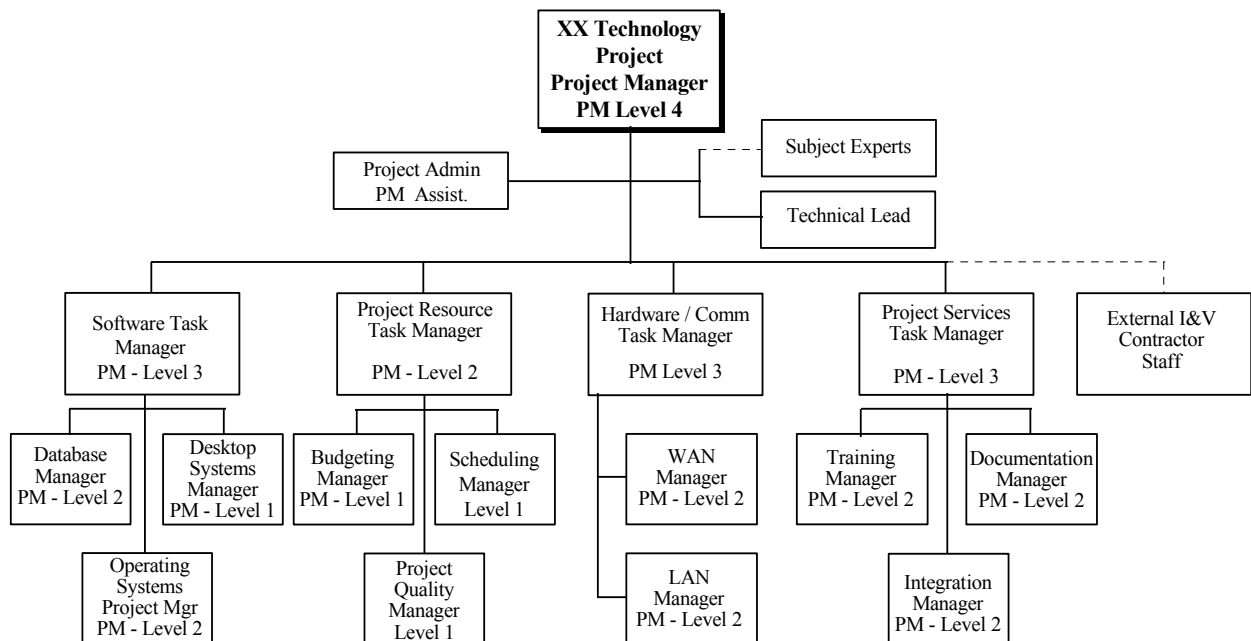 XX Technology
Project
Project Manager
PM Level 4
Subject Experts
Project Admin
PM Assist.
Technical Lead
Software Task
Manager
PM - Level 3
Project Resource
Task Manager
PM - Level 2
Hardware / Comm
Task Manager
PM Level 3
Project Services
Task Manager
PM - Level 3
External I&V
Contractor
Staff
Database
Manager
PM - Level 2
Desktop
Systems
Manager
PM - Level 1
Budgeting
Manager
PM - Level 1
Scheduling
Manager
Level 1
WAN
Manager
PM - Level 2
Training
Manager
PM - Level 2
Documentation
Manager
PM - Level 2
Operating
Systems
Project Mgr
PM - Level 2
Project
Quality
Manager
Level 1
LAN
Manager
PM - Level 2
Integration
Manager
PM - Level 2